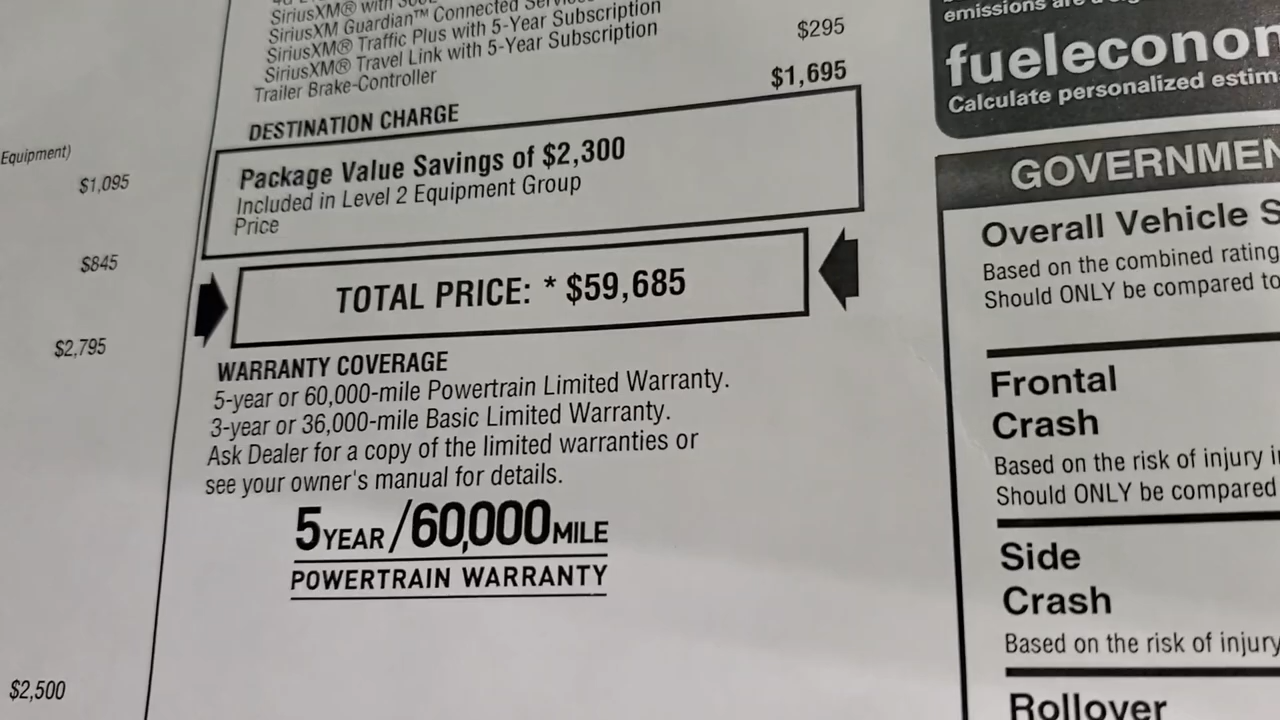 SiriusXM® with
SiriusXM Guardian™ Connected
SiriusXM® Traffic Plus with 5-Year Subscription
SiriusXM® Travel Link with 5-Year Subscription
Trailer Brake-Controller
$295
DESTINATION CHARGE
$1,695
Package Value Savings of $2,300
Included in Level 2 Equipment Group
Price
TOTAL PRICE: * $59,685
WARRANTY COVERAGE
5-year or 60,000-mile Powertrain Limited Warranty.
3-year or 36,000-mile Basic Limited Warranty.
Ask Dealer for a copy of the limited warranties or
see your owner's manual for details.
5YEAR/60,000MILE
POWERTRAIN WARRANTY
Equipment)
$1,095
$845
$2,795
$2,500
emissions are a
fueleconom
Calculate personalized estim
GOVERNMEN
Overall Vehicle S
Based on the combined rating
Should ONLY be compared to
Frontal
Crash
Based on the risk of injury i
Should ONLY be compared
Side
Crash
Based on the risk of injury
Rollover